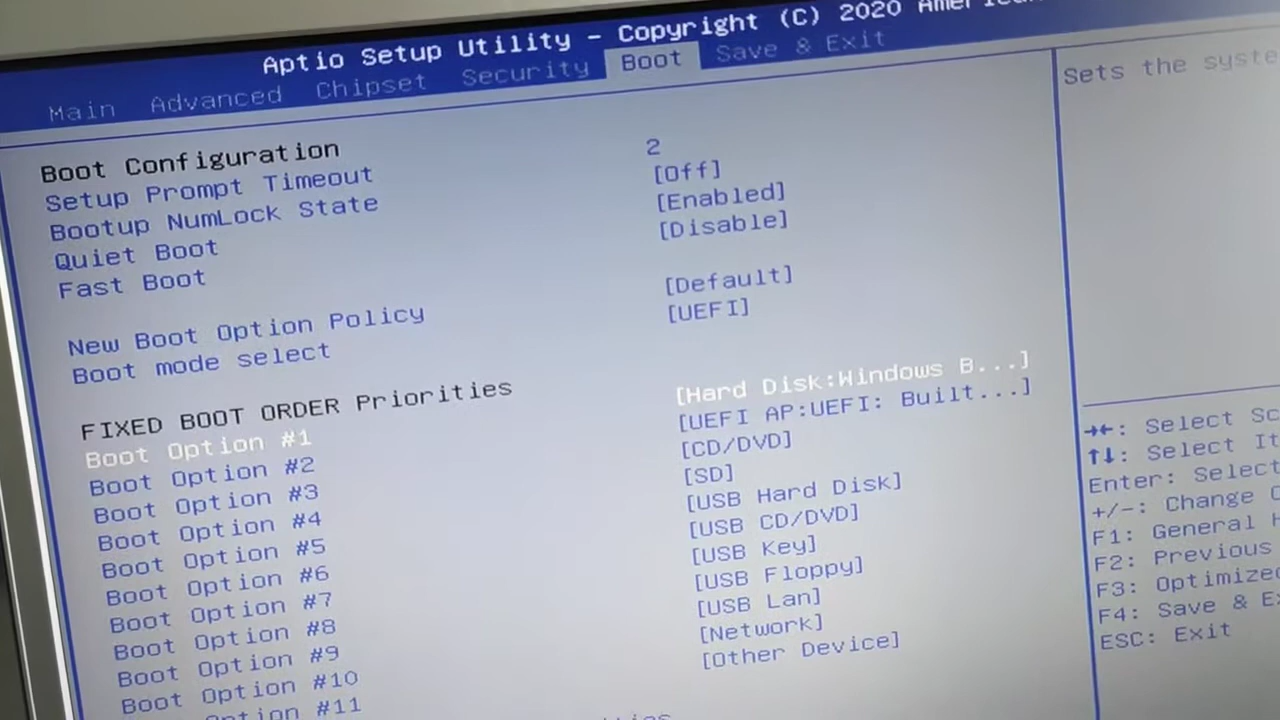 Aptio Setup Utility - Copyright (C) 2020
Main Advanced Chipset Security Boot Save & Exit
Boot Configuration
Setup Prompt Timeout 2
Bootup NumLock State [Off]
Quiet Boot [Enabled]
Fast Boot [Disable]
New Boot Option Policy [Default]
Boot mode select [UEFI]
FIXED BOOT ORDER Priorities
Boot Option #1 [Hard Disk:Windows B...]
Boot Option #2 [UEFI AP:UEFI: Built...]
Boot Option #3 [CD/DVD]
Boot Option #4 [SD]
Boot Option #5 [USB Hard Disk]
Boot Option #6 [USB CD/DVD]
Boot Option #7 [USB Key]
Boot Option #8 [USB Floppy]
Boot Option #9 [USB Lan]
Boot Option #10 [Network]
Option #11 [Other Device]
Sets the syste
→←: Select Sc
↑↓: Select It
Enter: Select
+/-: Change O
F1: General H
F2: Previous
F3: Optimized
F4: Save & Ex
ESC: Exit